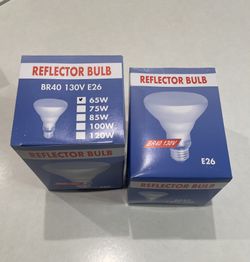 REFLECTOR BULB
BR40 130V E26
65W
75W
85W
100W
120W
REFLECTOR BULB
BR40 130V
E26